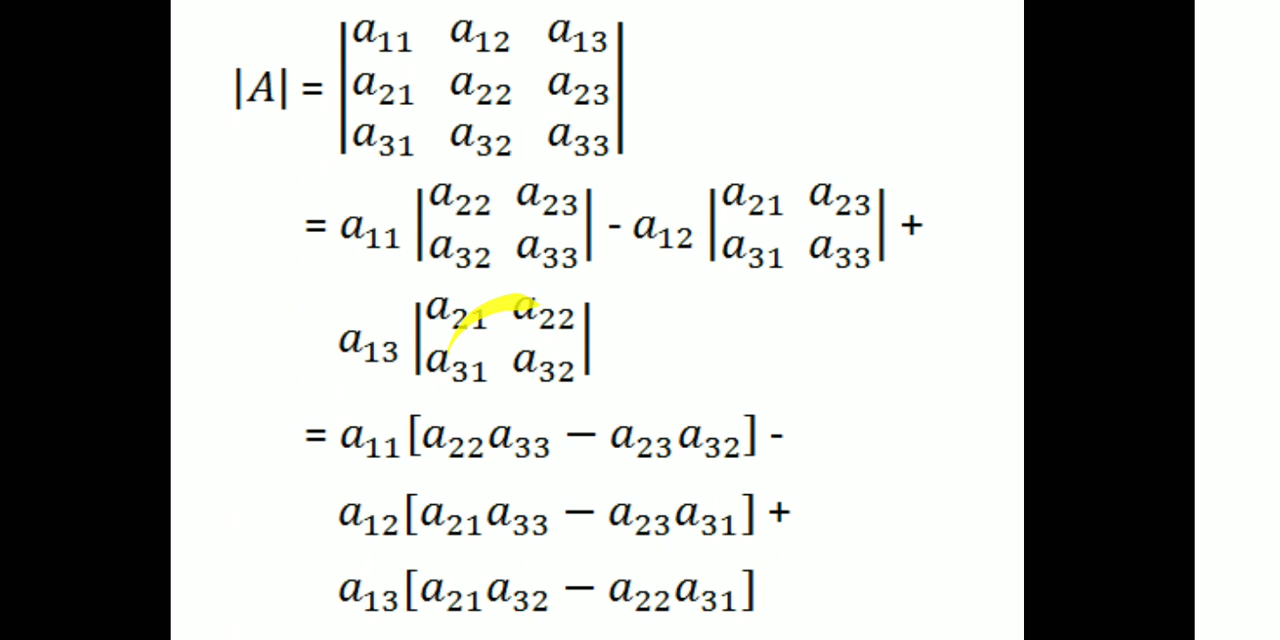 |A| = |a₁₁ a₁₂ a₁₃|
|a₂₁ a₂₂ a₂₃|
|a₃₁ a₃₂ a₃₃|
= a₁₁ |a₂₂ a₂₃| - a₁₂ |a₂₁ a₂₃| +
|a₃₂ a₃₃| |a₃₁ a₃₃|
a₁₃ |a₂₁ a₂₂|
|a₃₁ a₃₂|
= a₁₁[a₂₂a₃₃ − a₂₃a₃₂] -
a₁₂[a₂₁a₃₃ − a₂₃a₃₁] +
a₁₃[a₂₁a₃₂ − a₂₂a₃₁]